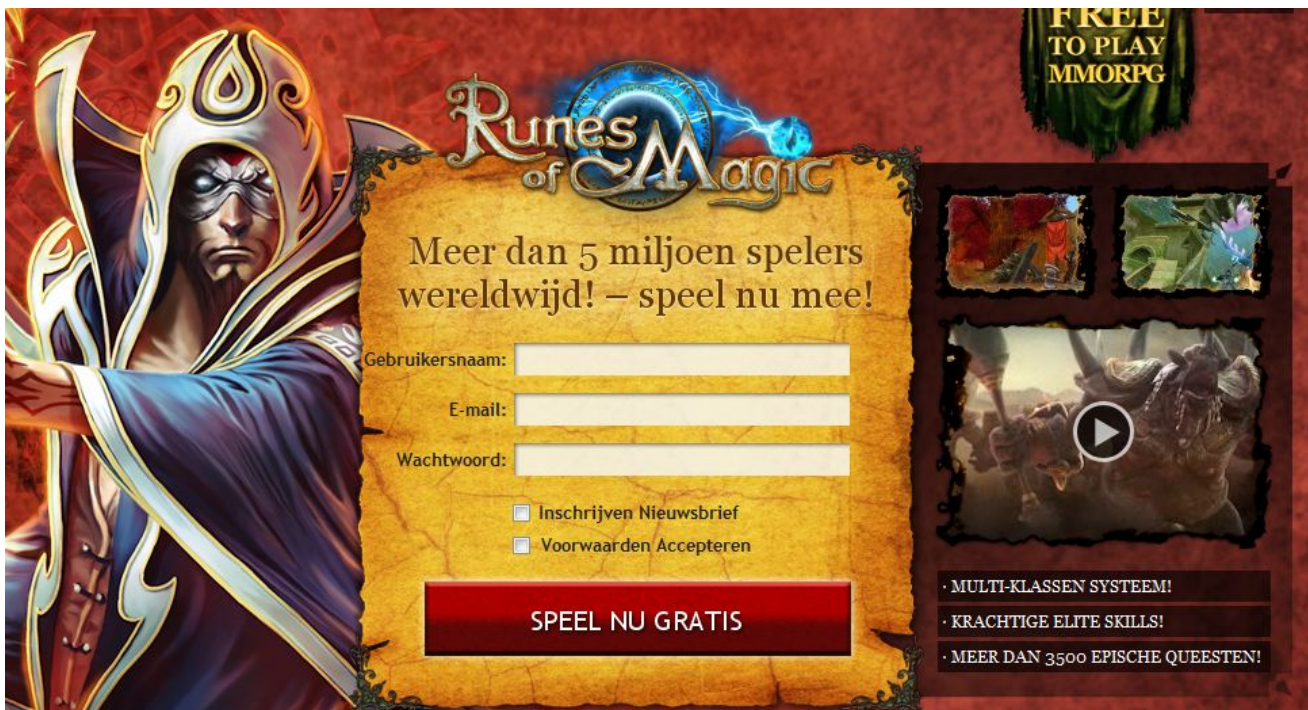 FREE
TO PLAY
MMORPG
Runes
of Magic
Meer dan 5 miljoen spelers
wereldwijd! – speel nu mee!
Gebruikersnaam:
E-mail:
Wachtwoord:
Inschrijven Nieuwsbrief
Voorwaarden Accepteren
SPEEL NU GRATIS
· MULTI-KLASSEN SYSTEEM!
· KRACHTIGE ELITE SKILLS!
· MEER DAN 3500 EPISCHE QUEESTEN!